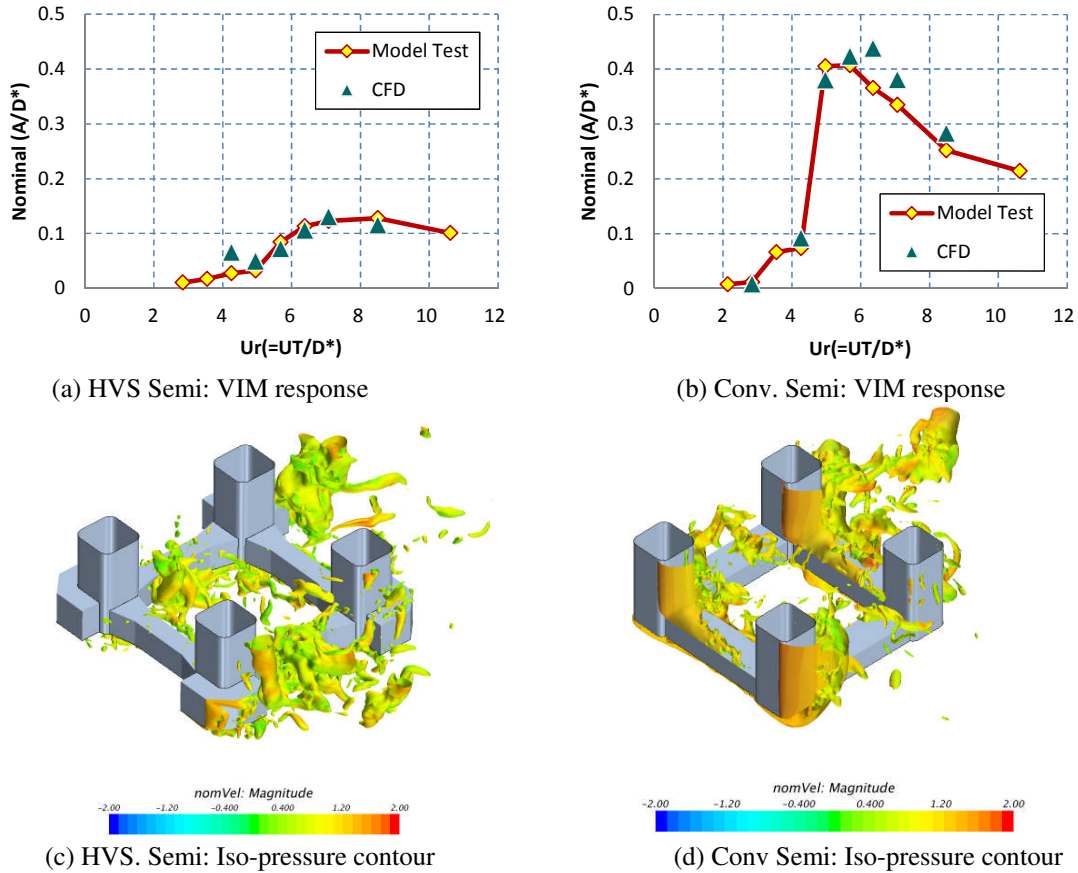 0.5
0.4
0.3
0.2
0.1
0
Nominal (A/D*)
Model Test
CFD
0 2 4 6 8 10 12
Ur(=UT/D*)
(a) HVS Semi: VIM response
0.5
0.4
0.3
0.2
0.1
0
Nominal (A/D*)
Model Test
CFD
0 2 4 6 8 10 12
Ur(=UT/D*)
(b) Conv. Semi: VIM response
nomVel: Magnitude
-2.00 -1.20 -0.400 0.400 1.20 2.00
(c) HVS. Semi: Iso-pressure contour
nomVel: Magnitude
-2.00 -1.20 -0.400 0.400 1.20 2.00
(d) Conv Semi: Iso-pressure contour